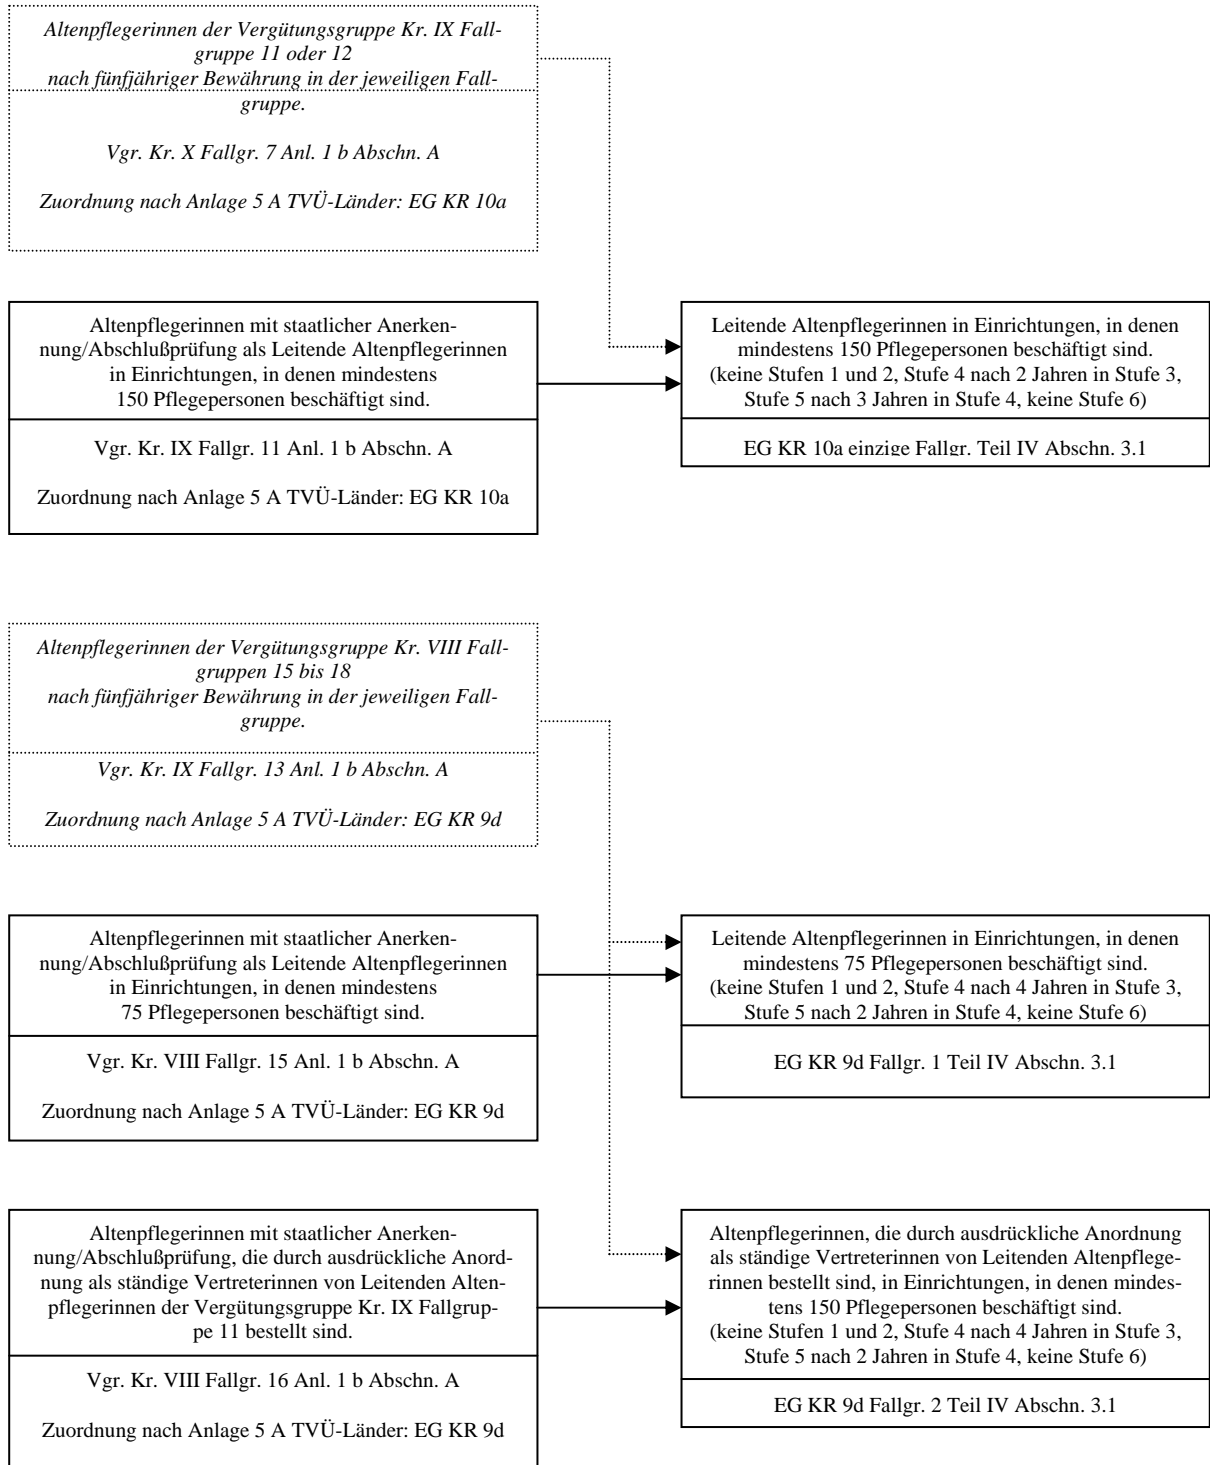 Altenpflegerinnen der Vergütungsgruppe Kr. IX Fall-
gruppe 11 oder 12
nach fünfjähriger Bewährung in der jeweiligen Fall-
gruppe.
Vgr. Kr. X Fallgr. 7 Anl. 1 b Abschn. A
Zuordnung nach Anlage 5 A TVÜ-Länder: EG KR 10a
Altenpflegerinnen mit staatlicher Anerken-
nung/Abschlußprüfung als Leitende Altenpflegerinnen
in Einrichtungen, in denen mindestens
150 Pflegepersonen beschäftigt sind.
Vgr. Kr. IX Fallgr. 11 Anl. 1 b Abschn. A
Zuordnung nach Anlage 5 A TVÜ-Länder: EG KR 10a
Leitende Altenpflegerinnen in Einrichtungen, in denen
mindestens 150 Pflegepersonen beschäftigt sind.
(keine Stufen 1 und 2, Stufe 4 nach 2 Jahren in Stufe 3,
Stufe 5 nach 3 Jahren in Stufe 4, keine Stufe 6)
EG KR 10a einzige Fallgr. Teil IV Abschn. 3.1
Altenpflegerinnen der Vergütungsgruppe Kr. VIII Fall-
gruppen 15 bis 18
nach fünfjähriger Bewährung in der jeweiligen Fall-
gruppe.
Vgr. Kr. IX Fallgr. 13 Anl. 1 b Abschn. A
Zuordnung nach Anlage 5 A TVÜ-Länder: EG KR 9d
Altenpflegerinnen mit staatlicher Anerken-
nung/Abschlußprüfung als Leitende Altenpflegerinnen
in Einrichtungen, in denen mindestens
75 Pflegepersonen beschäftigt sind.
Vgr. Kr. VIII Fallgr. 15 Anl. 1 b Abschn. A
Zuordnung nach Anlage 5 A TVÜ-Länder: EG KR 9d
Leitende Altenpflegerinnen in Einrichtungen, in denen
mindestens 75 Pflegepersonen beschäftigt sind.
(keine Stufen 1 und 2, Stufe 4 nach 4 Jahren in Stufe 3,
Stufe 5 nach 2 Jahren in Stufe 4, keine Stufe 6)
EG KR 9d Fallgr. 1 Teil IV Abschn. 3.1
Altenpflegerinnen mit staatlicher Anerken-
nung/Abschlußprüfung, die durch ausdrückliche Anord-
nung als ständige Vertreterinnen von Leitenden Alten-
pflegerinnen der Vergütungsgruppe Kr. IX Fallgrup-
pe 11 bestellt sind.
Vgr. Kr. VIII Fallgr. 16 Anl. 1 b Abschn. A
Zuordnung nach Anlage 5 A TVÜ-Länder: EG KR 9d
Altenpflegerinnen, die durch ausdrückliche Anordnung
als ständige Vertreterinnen von Leitenden Altenpflege-
rinnen bestellt sind, in Einrichtungen, in denen mindes-
tens 150 Pflegepersonen beschäftigt sind.
(keine Stufen 1 und 2, Stufe 4 nach 4 Jahren in Stufe 3,
Stufe 5 nach 2 Jahren in Stufe 4, keine Stufe 6)
EG KR 9d Fallgr. 2 Teil IV Abschn. 3.1